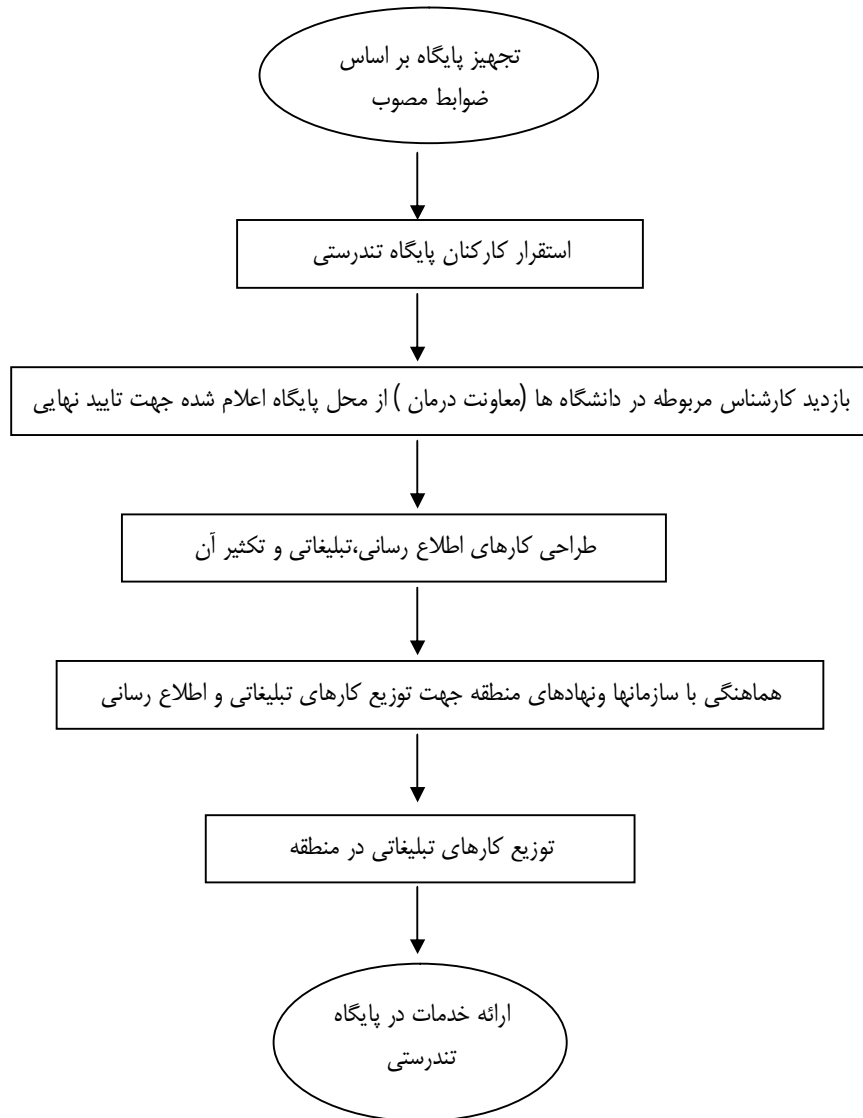 تجهیز پایگاه بر اساس
ضوابط مصوب
استقرار کارکنان پایگاه تندرستی
بازدید کارشناس مربوطه در دانشگاه ها (معاونت درمان ) از محل پایگاه اعلام شده جهت تایید نهایی
طراحی کارهای اطلاع رسانی،تبلیغاتی و تکثیر آن
هماهنگی با سازمانها ونهادهای منطقه جهت توزیع کارهای تبلیغاتی و اطلاع رسانی
توزیع کارهای تبلیغاتی در منطقه
ارائه خدمات در پایگاه
تندرستی